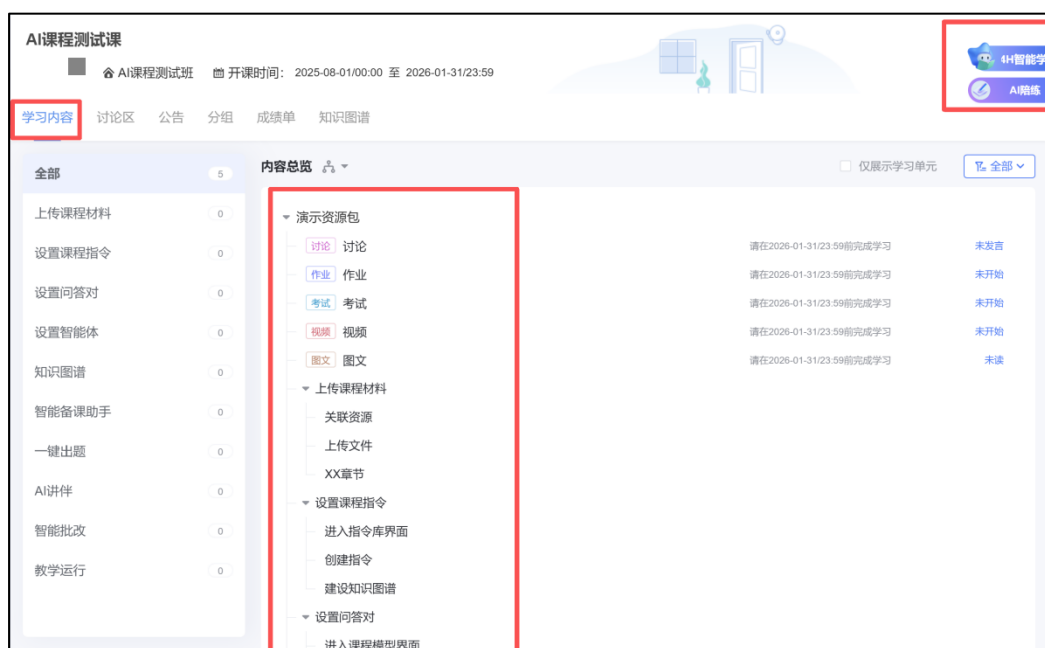 AI课程测试课
AI课程测试班 开课时间： 2025-08-01/00:00 至 2026-01-31/23:59
4H智能学
AI陪练
学习内容 讨论区 公告 分组 成绩单 知识图谱
全部 5
上传课程材料 0
设置课程指令 0
设置问答对 0
设置智能体 0
知识图谱 0
智能备课助手 0
一键出题 0
AI讲伴 0
智能批改 0
教学运行 0
内容总览 仅展示学习单元 全部
演示资源包
讨论 讨论 请在2026-01-31/23:59前完成学习 未发言
作业 作业 请在2026-01-31/23:59前完成学习 未开始
考试 考试 请在2026-01-31/23:59前完成学习 未开始
视频 视频 请在2026-01-31/23:59前完成学习 未开始
图文 图文 请在2026-01-31/23:59前完成学习 未读
上传课程材料
关联资源
上传文件
XX章节
设置课程指令
进入指令库界面
创建指令
建设知识图谱
设置问答对
进入课程模型界面